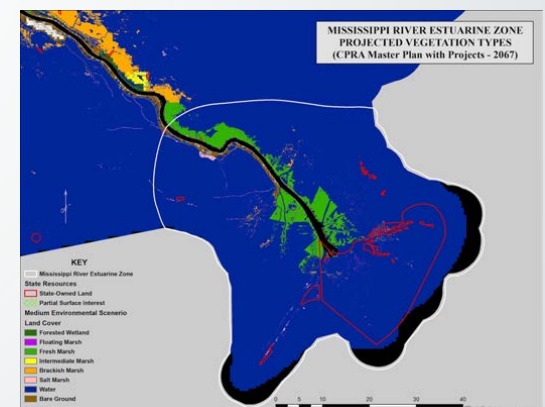 MISSISSIPPI RIVER ESTUARINE ZONE
PROJECTED VEGETATION TYPES
(CPRA Master Plan with Projects - 2067)
KEY
Mississippi River Estuarine Zone
State Resources
State-Owned Land
Partial Surface Interest
Medium Environmental Scenerio
Land Cover
Forested Wetland
Floating Marsh
Fresh Marsh
Intermediate Marsh
Brackish Marsh
Salt Marsh
Water
Bare Ground
0 5 10 20 30 40